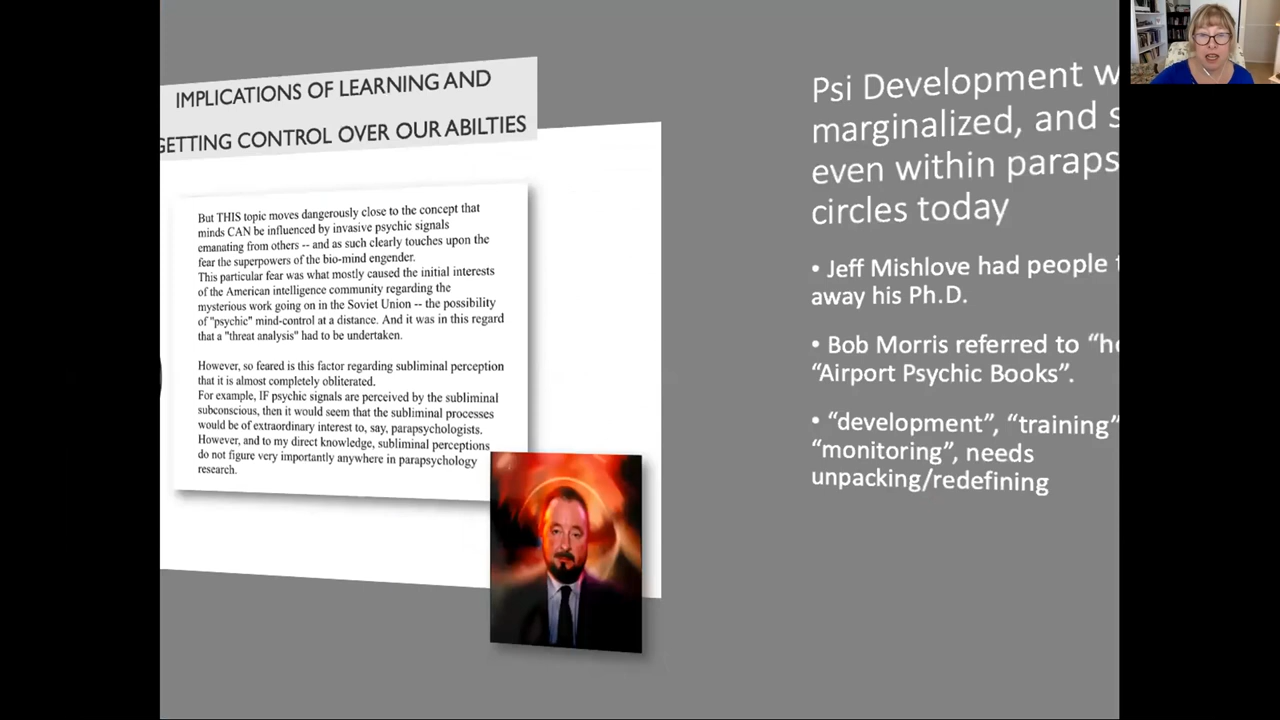 IMPLICATIONS OF LEARNING AND
GETTING CONTROL OVER OUR ABILTIES
But THIS topic moves dangerously close to the concept that
minds CAN be influenced by invasive psychic signals
emanating from others -- and as such clearly touches upon the
fear the superpowers of the bio-mind engender.
This particular fear was what mostly caused the initial interests
of the American intelligence community regarding the
mysterious work going on in the Soviet Union -- the possibility
of "psychic" mind-control at a distance. And it was in this regard
that a "threat analysis" had to be undertaken.
However, so feared is this factor regarding subliminal perception
that it is almost completely obliterated.
For example, IF psychic signals are perceived by the subliminal
subconscious, then it would seem that the subliminal processes
would be of extraordinary interest to, say, parapsychologists.
However, and to my direct knowledge, subliminal perceptions
do not figure very importantly anywhere in parapsychology
research.
Psi Development
marginalized, and
even within
circles today
• Jeff Mishlove had people
away his Ph.D.
• Bob Morris referred to
“Airport Psychic Books”.
• “development”, “training”
“monitoring”, needs
unpacking/redefining